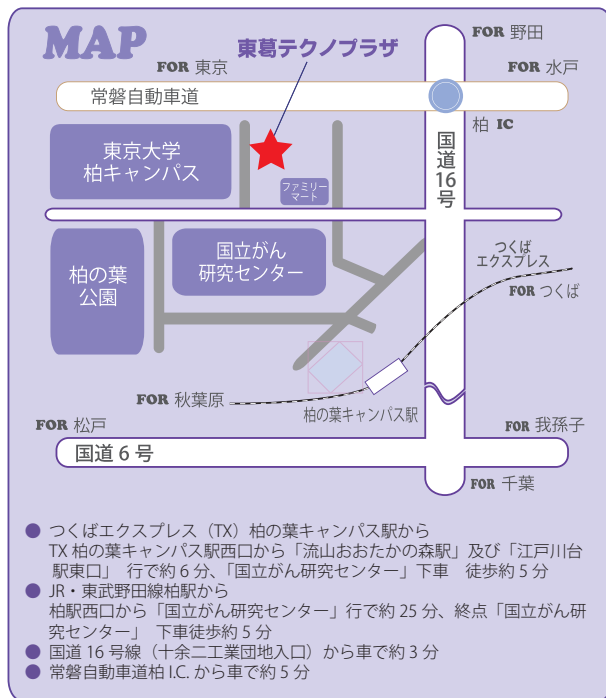 MAP
東葛テクノプラザ
FOR 野田
FOR 東京
FOR 水戸
常磐自動車道
柏 IC
東京大学
柏キャンパス
国道16号
ファミリー
マート
国立がん
研究センター
柏の葉
公園
つくば
エクスプレス
FOR つくば
FOR 秋葉原
柏の葉キャンパス駅
FOR 松戸
FOR 我孫子
国道 6 号
FOR 千葉
● つくばエクスプレス（TX）柏の葉キャンパス駅から
TX 柏の葉キャンパス駅西口から「流山おおたかの森駅」及び「江戸川台
駅東口」 行で約 6 分、「国立がん研究センター」下車　徒歩約 5 分
● JR・東武野田線柏駅から
柏駅西口から「国立がん研究センター」行で約 25 分、終点「国立がん研
究センター」 下車徒歩約 5 分
● 国道 16 号線（十余二工業団地入口）から車で約 3 分
● 常磐自動車道柏 I.C. から車で約 5 分